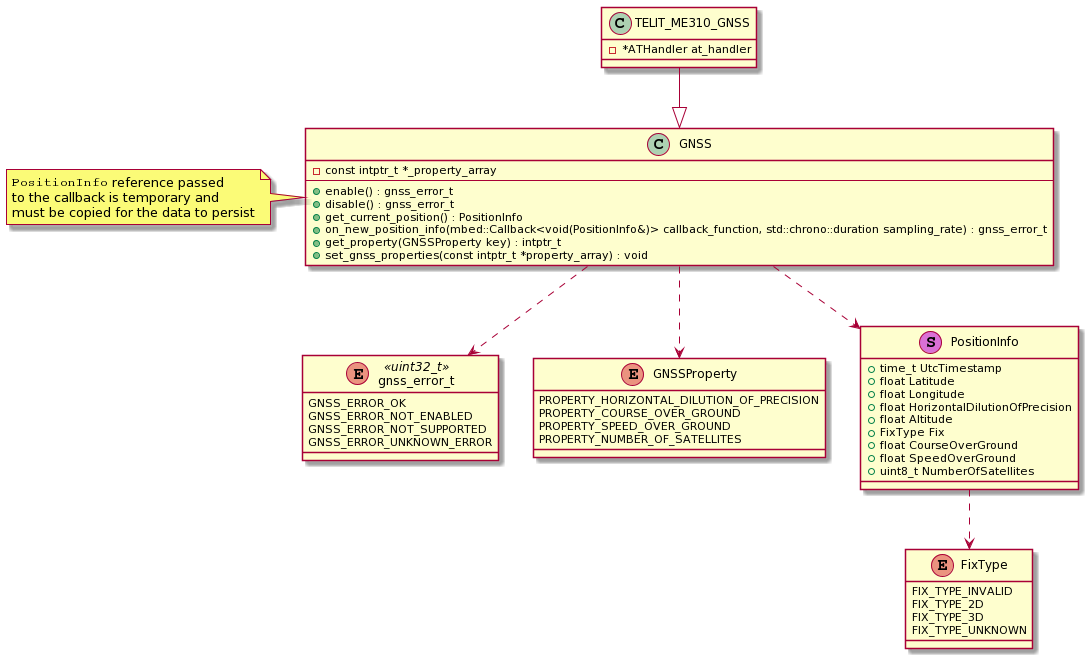 C TELIT_ME310_GNSS
*ATHandler at_handler
C GNSS
const intptr_t *_property_array
enable() : gnss_error_t
disable() : gnss_error_t
get_current_position() : PositionInfo
on_new_position_info(mbed::Callback<void(PositionInfo&)> callback_function, std::chrono::duration sampling_rate) : gnss_error_t
get_property(GNSSProperty key) : intptr_t
set_gnss_properties(const intptr_t *property_array) : void
PositionInfo reference passed
to the callback is temporary and
must be copied for the data to persist
E «uint32_t»
gnss_error_t
GNSS_ERROR_OK
GNSS_ERROR_NOT_ENABLED
GNSS_ERROR_NOT_SUPPORTED
GNSS_ERROR_UNKNOWN_ERROR
E GNSSProperty
PROPERTY_HORIZONTAL_DILUTION_OF_PRECISION
PROPERTY_COURSE_OVER_GROUND
PROPERTY_SPEED_OVER_GROUND
PROPERTY_NUMBER_OF_SATELLITES
S PositionInfo
time_t UtcTimestamp
float Latitude
float Longitude
float HorizontalDilutionOfPrecision
float Altitude
FixType Fix
float CourseOverGround
float SpeedOverGround
uint8_t NumberOfSatellites
E FixType
FIX_TYPE_INVALID
FIX_TYPE_2D
FIX_TYPE_3D
FIX_TYPE_UNKNOWN